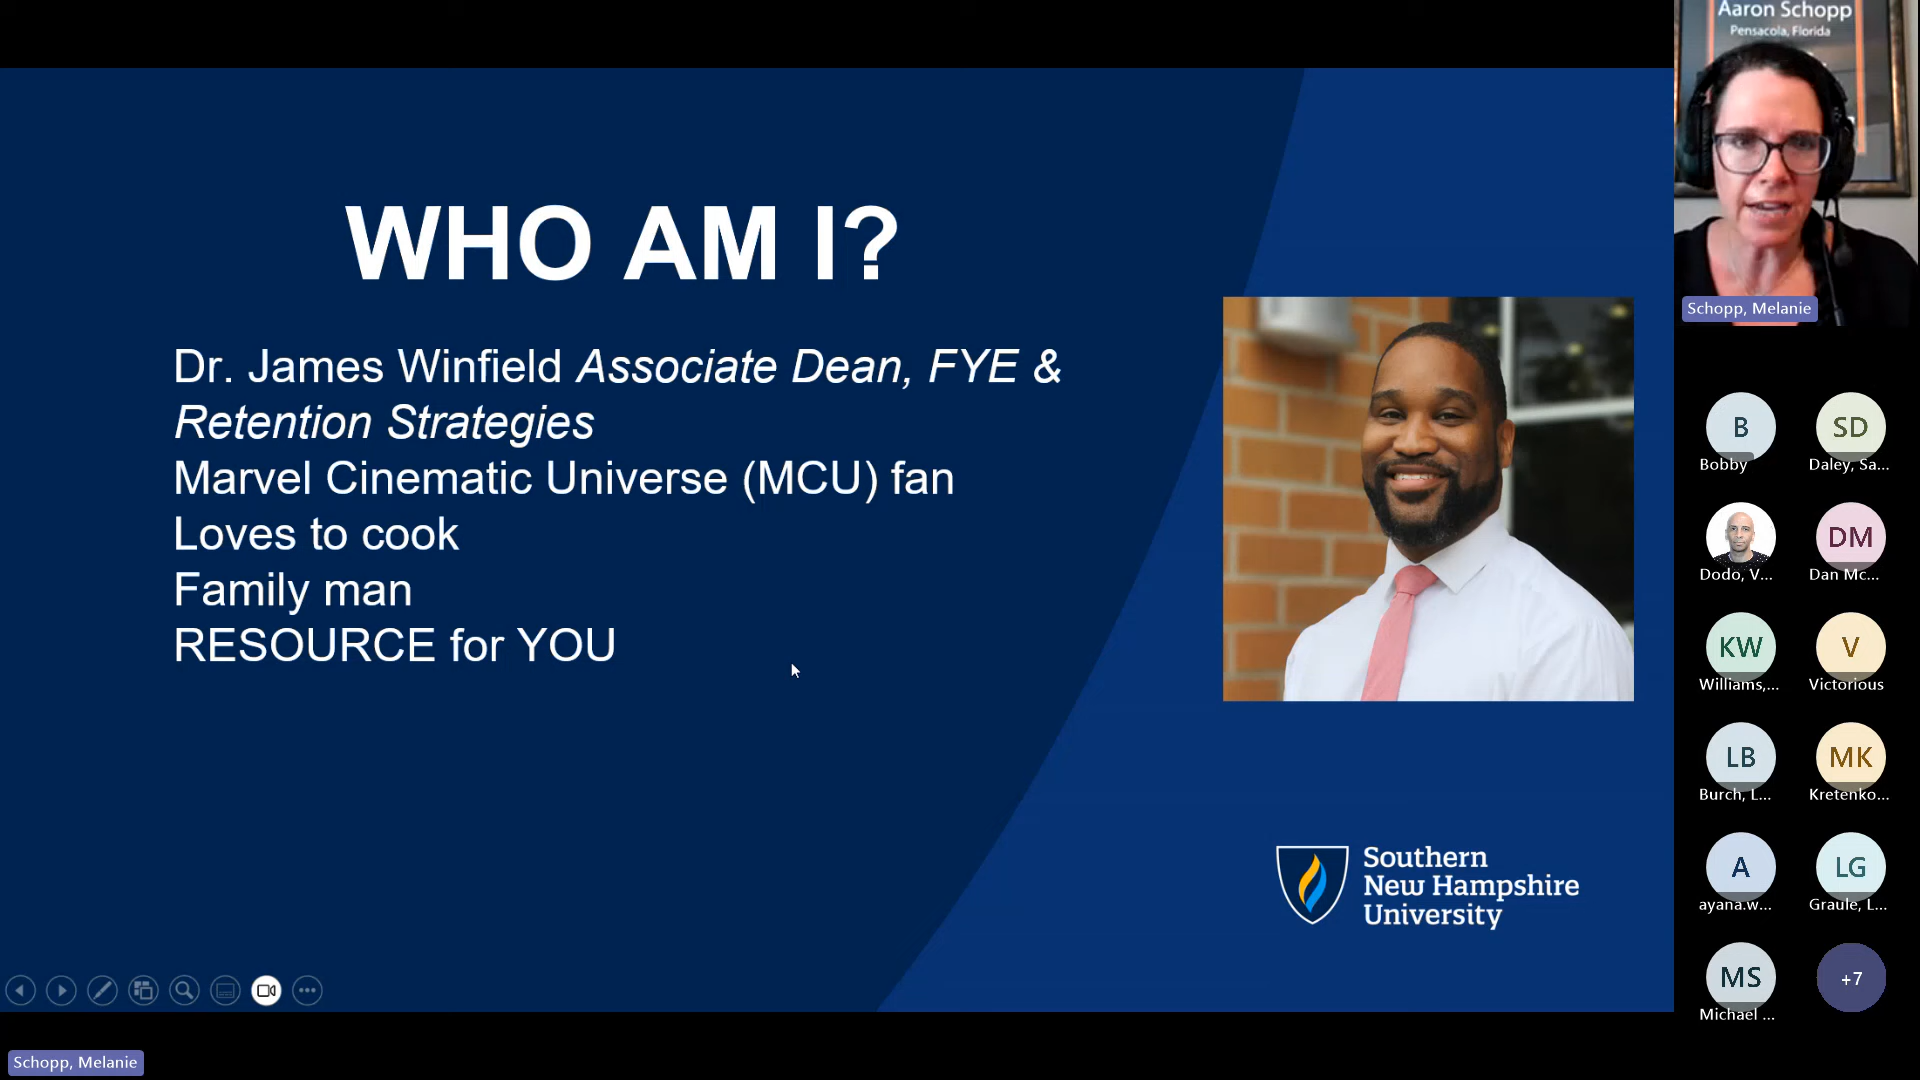 WHO AM I?
Dr. James Winfield Associate Dean, FYE &
Retention Strategies
Marvel Cinematic Universe (MCU) fan
Loves to cook
Family man
RESOURCE for YOU
Southern
New Hampshire
University
Aaron Schopp
Pensacola, Florida
Schopp, Melanie
B
Bobby
SD
Daley, Sa...
Dodo, V...
DM
Dan Mc...
KW
Williams,...
V
Victorious
LB
Burch, L...
MK
Kretenko...
A
ayana.w...
LG
Graule, L...
MS
Michael ...
+7
Schopp, Melanie